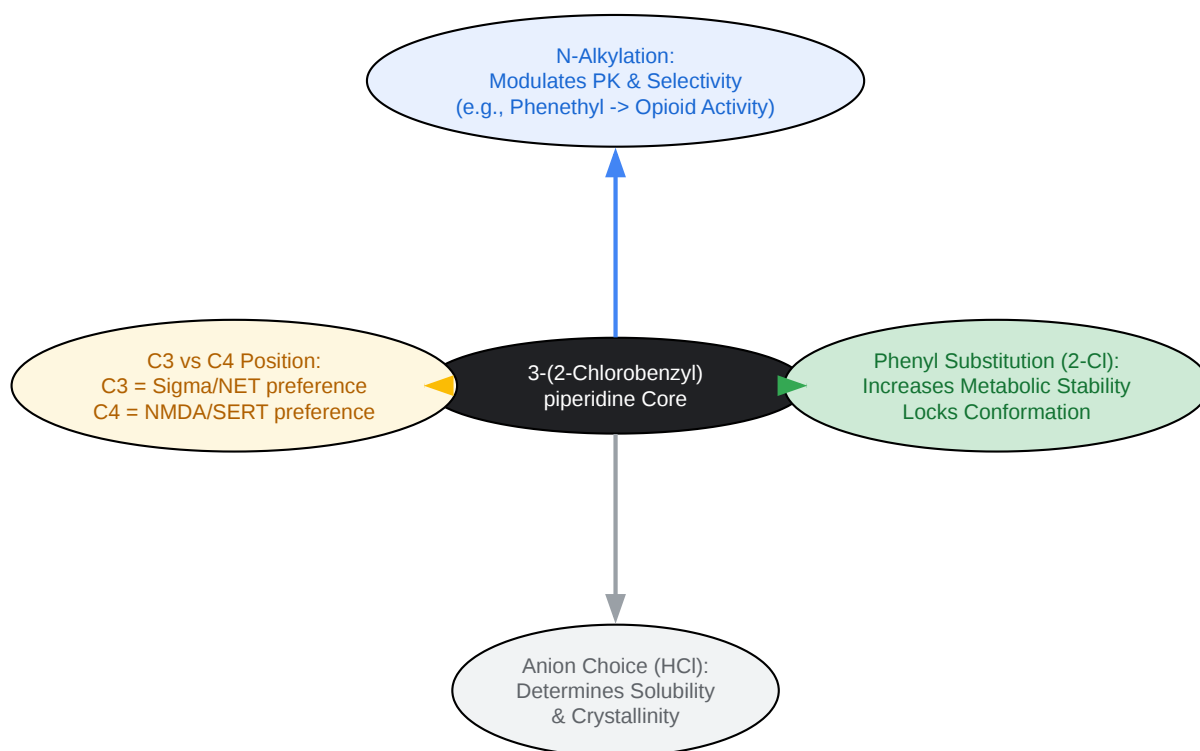 N-Alkylation:
Modulates PK & Selectivity
(e.g., Phenethyl -> Opioid Activity)
C3 vs C4 Position:
C3 = Sigma/NET preference
C4 = NMDA/SERT preference
3-(2-Chlorobenzyl)
piperidine Core
Phenyl Substitution (2-Cl):
Increases Metabolic Stability
Locks Conformation
Anion Choice (HCl):
Determines Solubility
& Crystallinity